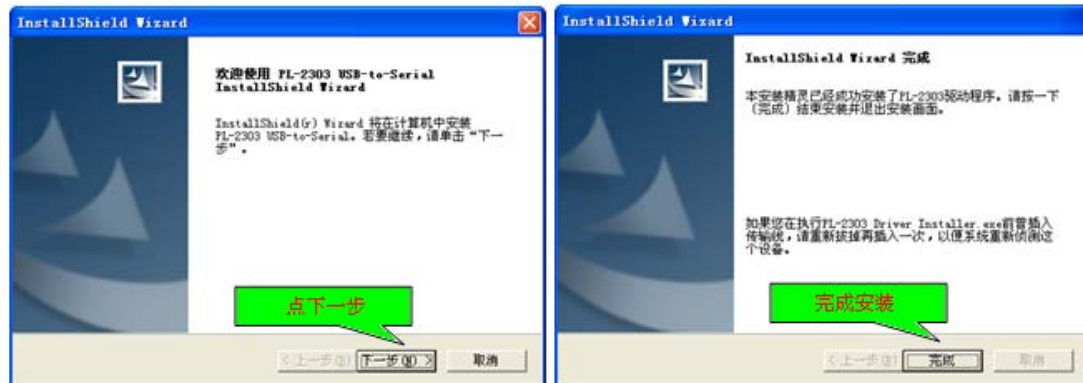 InstallShield Wizard
欢迎使用 PL-2303 USB-to-Serial
InstallShield Wizard
InstallShield(r) Wizard 将在计算机中安装
PL-2303 USB-to-Serial。若要继续，请单击“下一
步”。
点下一步
<上一步(B)
下一步(N) >
取消
InstallShield Wizard
InstallShield Wizard 完成
本安装精灵已经成功安装了PL-2303驱动程序。请按一下
（完成）结束安装并退出安装画面。
如果您在执行PL-2303 Driver Installer.exe前曾插入
传输线，请重新拔掉再插入一次，以便系统重新侦测这
个设备。
完成安装
<上一步(B)
完成
取消